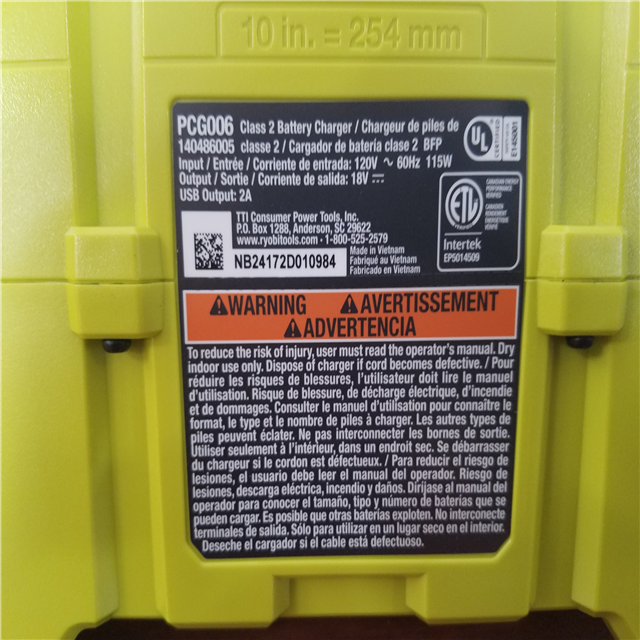 10 in. = 254 mm
PCG006 Class 2 Battery Charger / Chargeur de piles de
140486005 classe 2 / Cargador de batería clase 2 BFP
Input / Entrée / Corriente de entrada: 120V ~ 60Hz 115W
Output / Sortie / Corriente de salida: 18V ⎓
USB Output: 2A
UL
CERTIFIED
E145001
TTI Consumer Power Tools, Inc.
P.O. Box 1288, Anderson, SC 29622
www.ryobitools.com · 1-800-525-2579
NB24172D010984
Made in Vietnam
Fabriqué au Vietnam
Fabricado en Vietnam
ETL
CANADIAN ENERGY
PERFORMANCE
VERIFIED
CANADIEN
RENDEMENT
ENERGETIQUE
VERIFIE
Intertek
EP5014509
WARNING AVERTISSEMENT
ADVERTENCIA
To reduce the risk of injury, user must read the operator's manual. Dry
indoor use only. Dispose of charger if cord becomes defective. / Pour
réduire les risques de blessures, l'utilisateur doit lire le manuel
d'utilisation. Risque de blessure, de décharge électrique, d'incendie
et de dommages. Consulter le manuel d'utilisation pour connaître le
format, le type et le nombre de piles à charger. Les autres types de
piles peuvent éclater. Ne pas interconnecter les bornes de sortie.
Utiliser seulement à l'intérieur, dans un endroit sec. Se débarrasser
du chargeur si le cordon est défectueux. / Para reducir el riesgo de
lesiones, el usuario debe leer el manual del operador. Riesgo de
lesiones, descarga eléctrica, incendio y daños. Diríjase al manual del
operador para conocer el tamaño, tipo y número de baterías que se
pueden cargar. Es posible que otras baterías exploten. No interconecte
terminales de salida. Sólo para utilizar en un lugar seco en el interior.
Deseche el cargador si el cable está defectuoso.